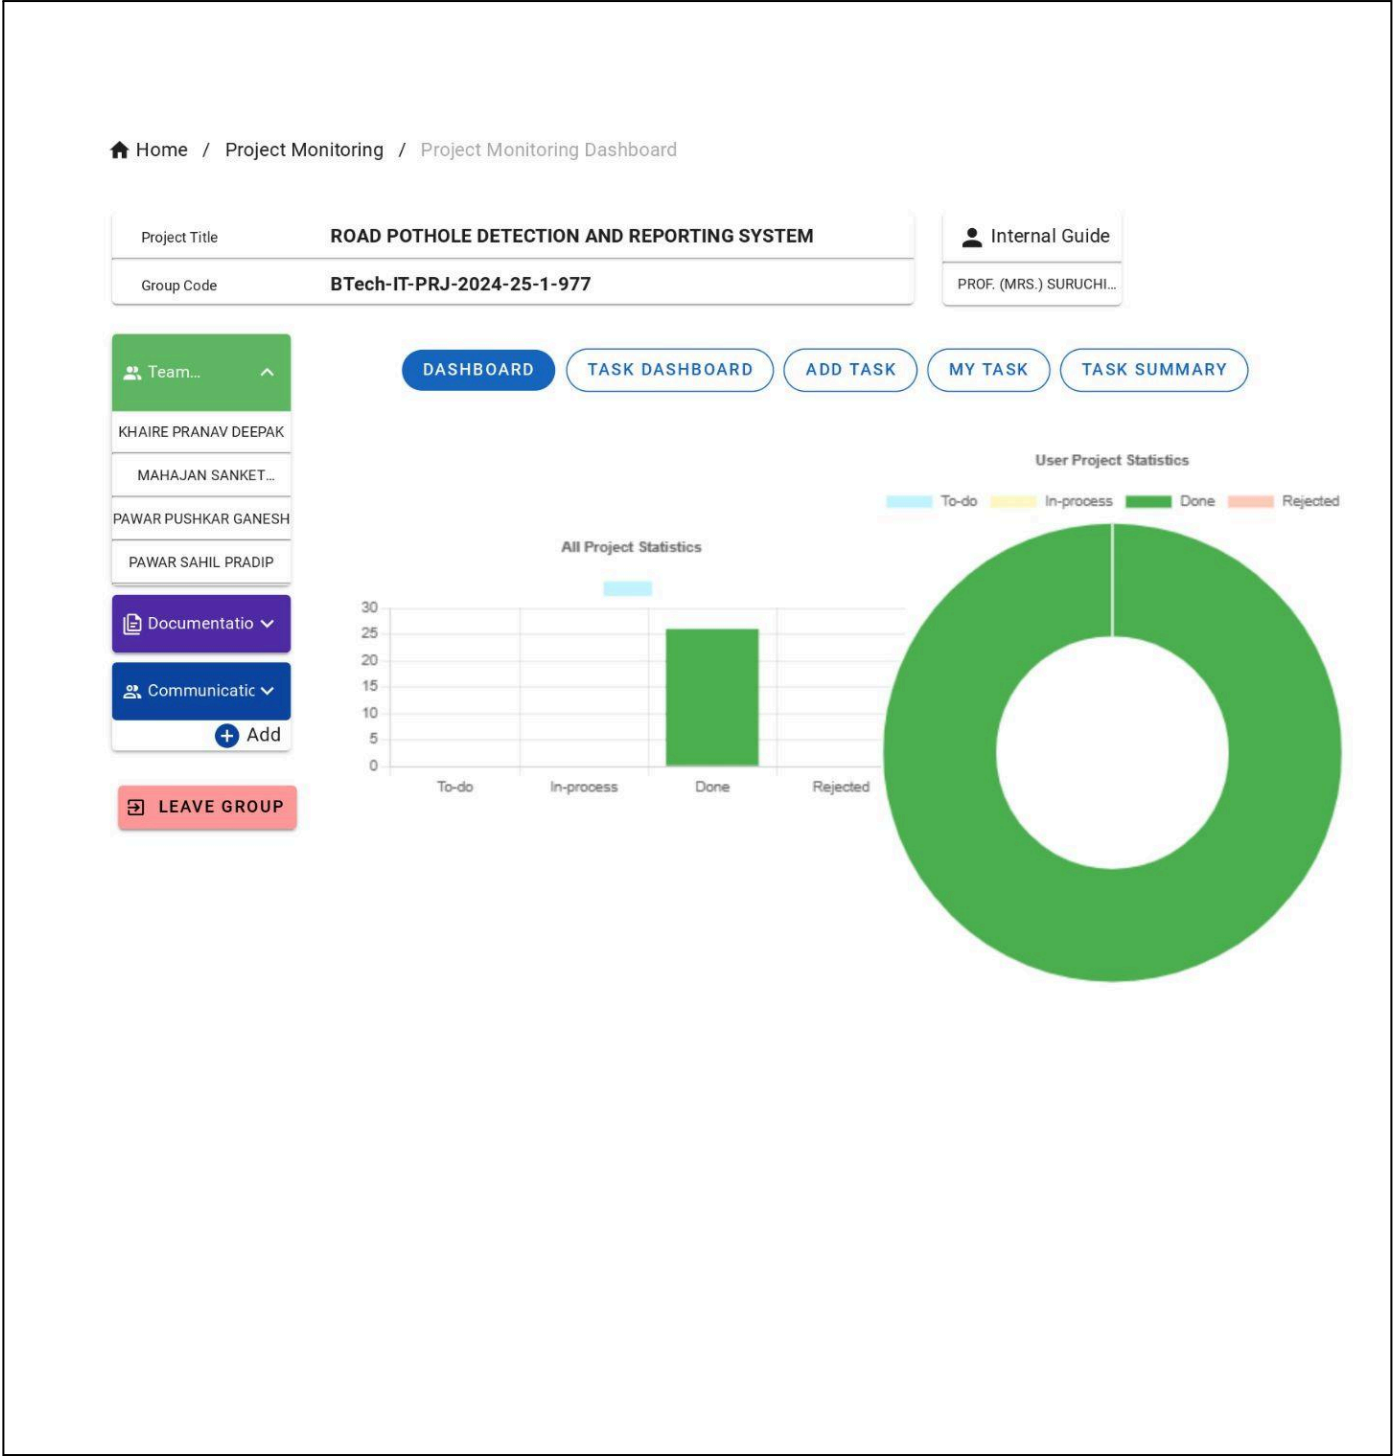 Home / Project Monitoring / Project Monitoring Dashboard
Project Title ROAD POTHOLE DETECTION AND REPORTING SYSTEM
Group Code BTech-IT-PRJ-2024-25-1-977
Internal Guide
PROF. (MRS.) SURUCHI...
Team...
KHAIRE PRANAV DEEPAK
MAHAJAN SANKET...
PAWAR PUSHKAR GANESH
PAWAR SAHIL PRADIP
Documentatio
Communicatic
Add
LEAVE GROUP
DASHBOARD TASK DASHBOARD ADD TASK MY TASK TASK SUMMARY
All Project Statistics
30
25
20
15
10
5
0
To-do In-process Done Rejected
User Project Statistics
To-do In-process Done Rejected